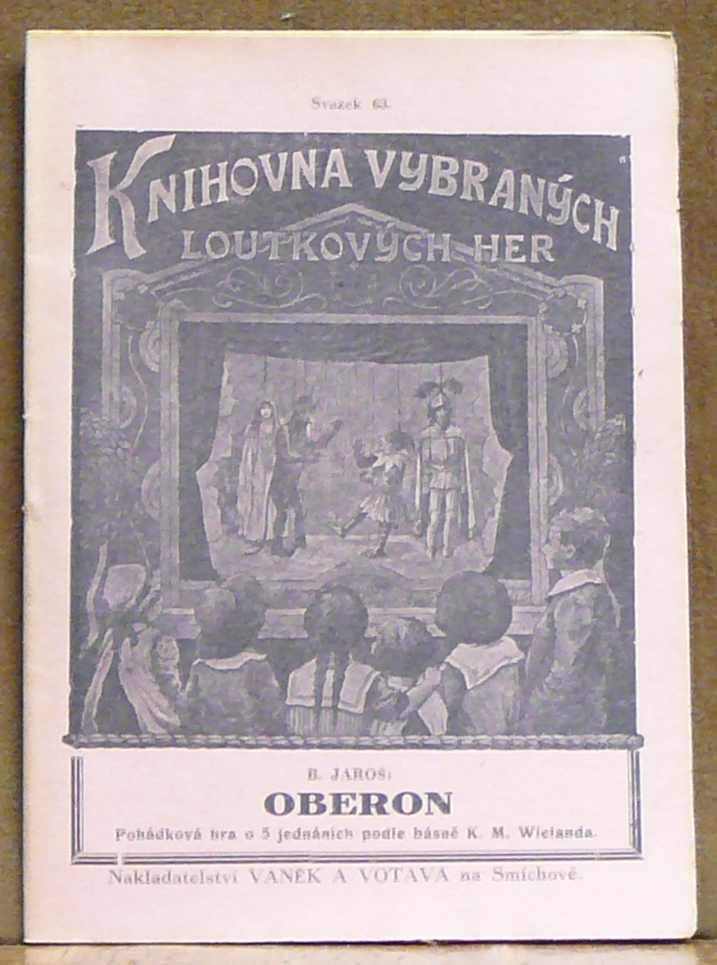 Svazek 63.
KNIHOVNA VYBRANÝCH
LOUTKOVÝCH HER
B. JAROŠ:
OBERON
Pohádková hra o 5 jednáních podle básně K. M. Wielanda.
Nakladatelství VANĚK A VOTAVA na Smíchově.